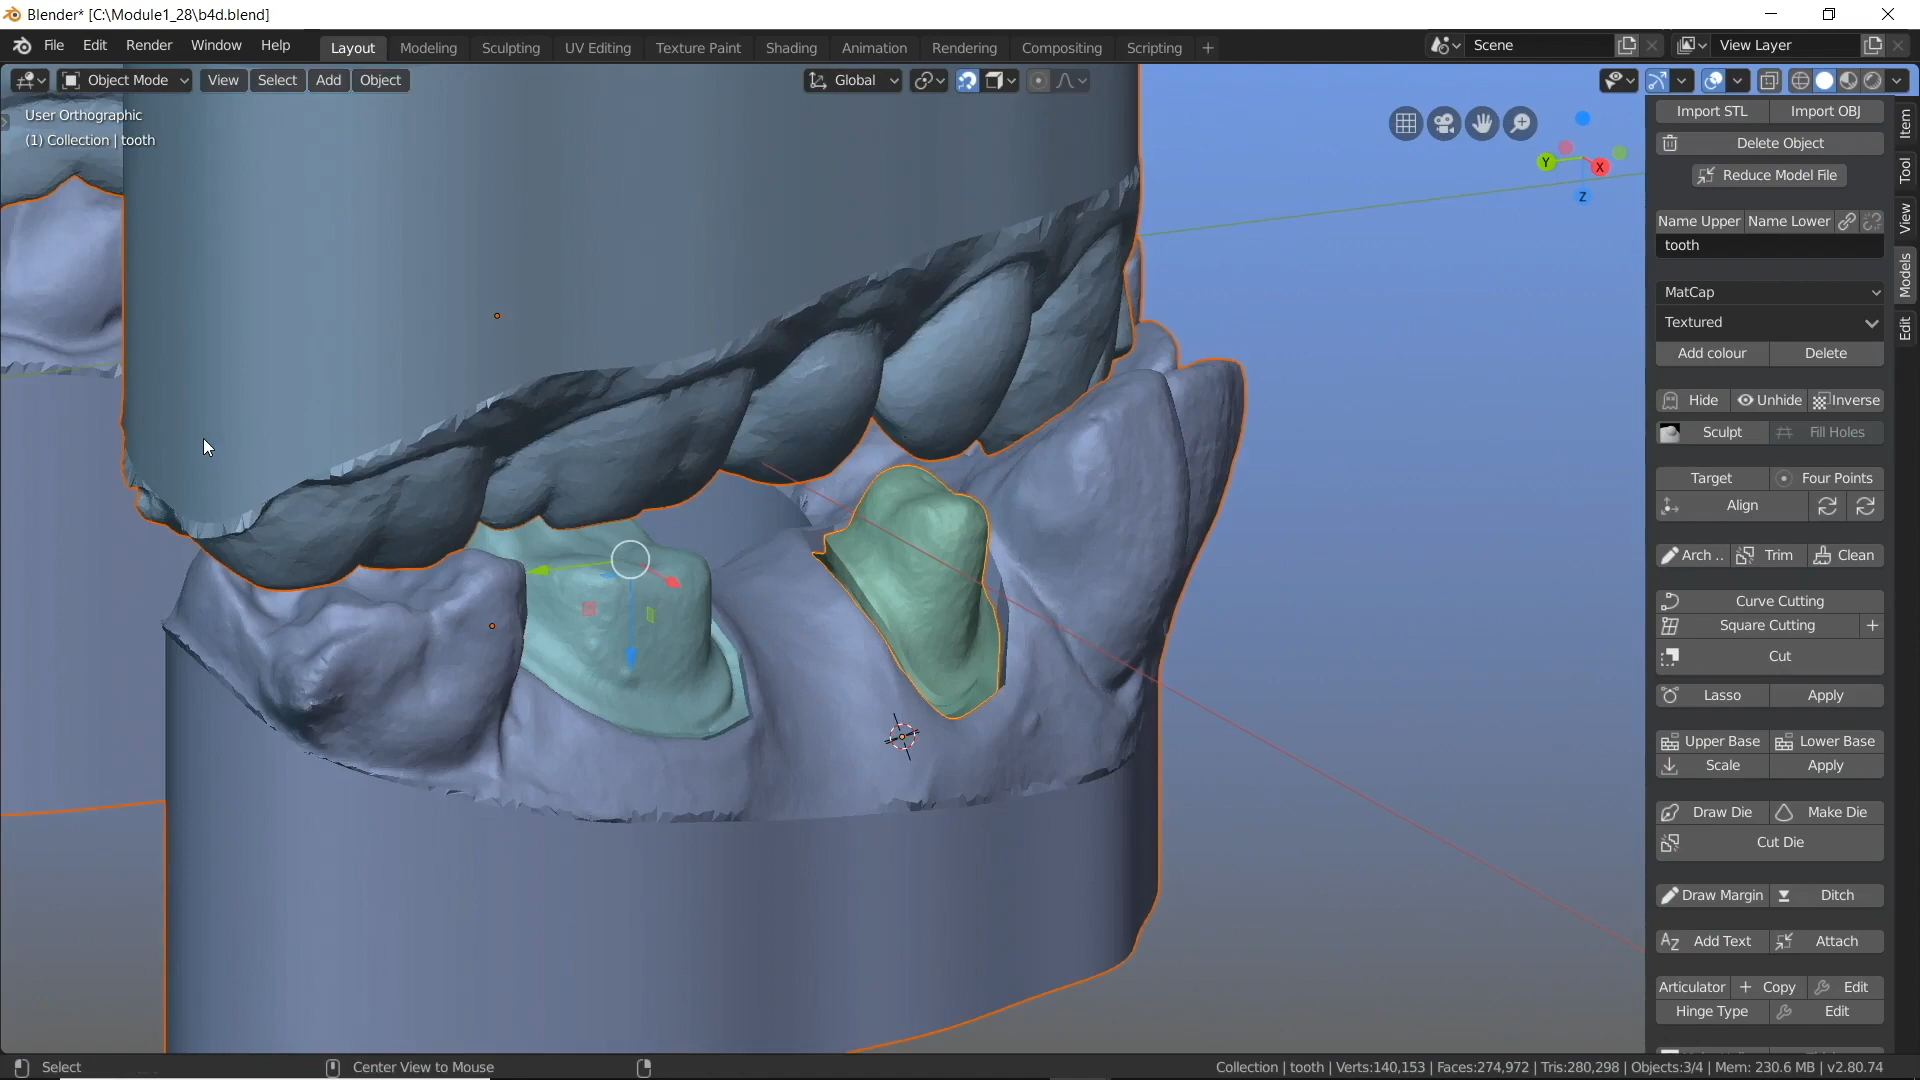 Blender* [C:\Module1_28\b4d.blend]
File Edit Render Window Help Layout Modeling Sculpting UV Editing Texture Paint Shading Animation Rendering Compositing Scripting + Scene View Layer
Object Mode View Select Add Object Global
User Orthographic
(1) Collection | tooth
Y X Z
Import STL Import OBJ
Delete Object
Reduce Model File
Name Upper Name Lower
tooth
MatCap
Textured
Add colour Delete
Hide Unhide Inverse
Sculpt Fill Holes
Target Four Points
Align
Arch .. Trim Clean
Curve Cutting
Square Cutting +
Cut
Lasso Apply
Upper Base Lower Base
Scale Apply
Draw Die Make Die
Cut Die
Draw Margin Ditch
Add Text Attach
Articulator + Copy Edit
Hinge Type Edit
Item
Tool
View
Models
Edit
Select Center View to Mouse Collection | tooth | Verts:140,153 | Faces:274,972 | Tris:280,298 | Objects:3/4 | Mem: 230.6 MB | v2.80.74